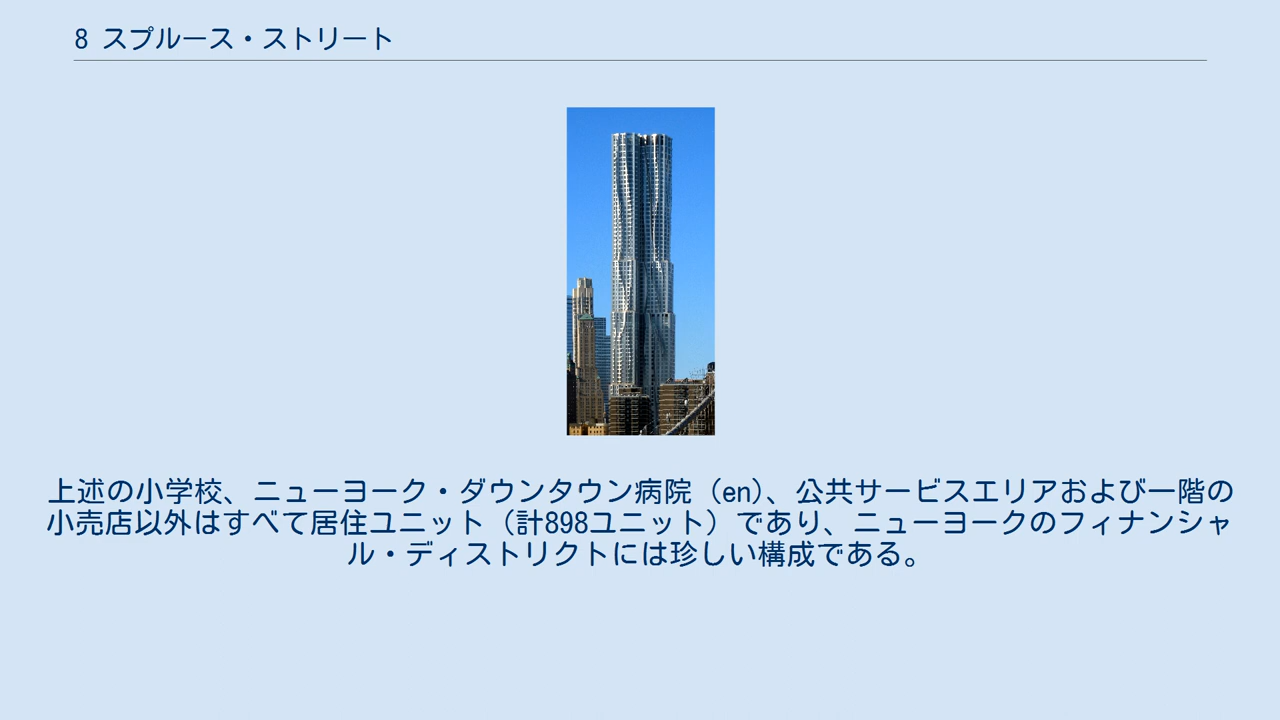 8 スプルース・ストリート
上述の小学校、ニューヨーク・ダウンタウン病院（en）、公共サービスエリアおよび一階の
小売店以外はすべて居住ユニット（計898ユニット）であり、ニューヨークのフィナンシャ
ル・ディストリクトには珍しい構成である。